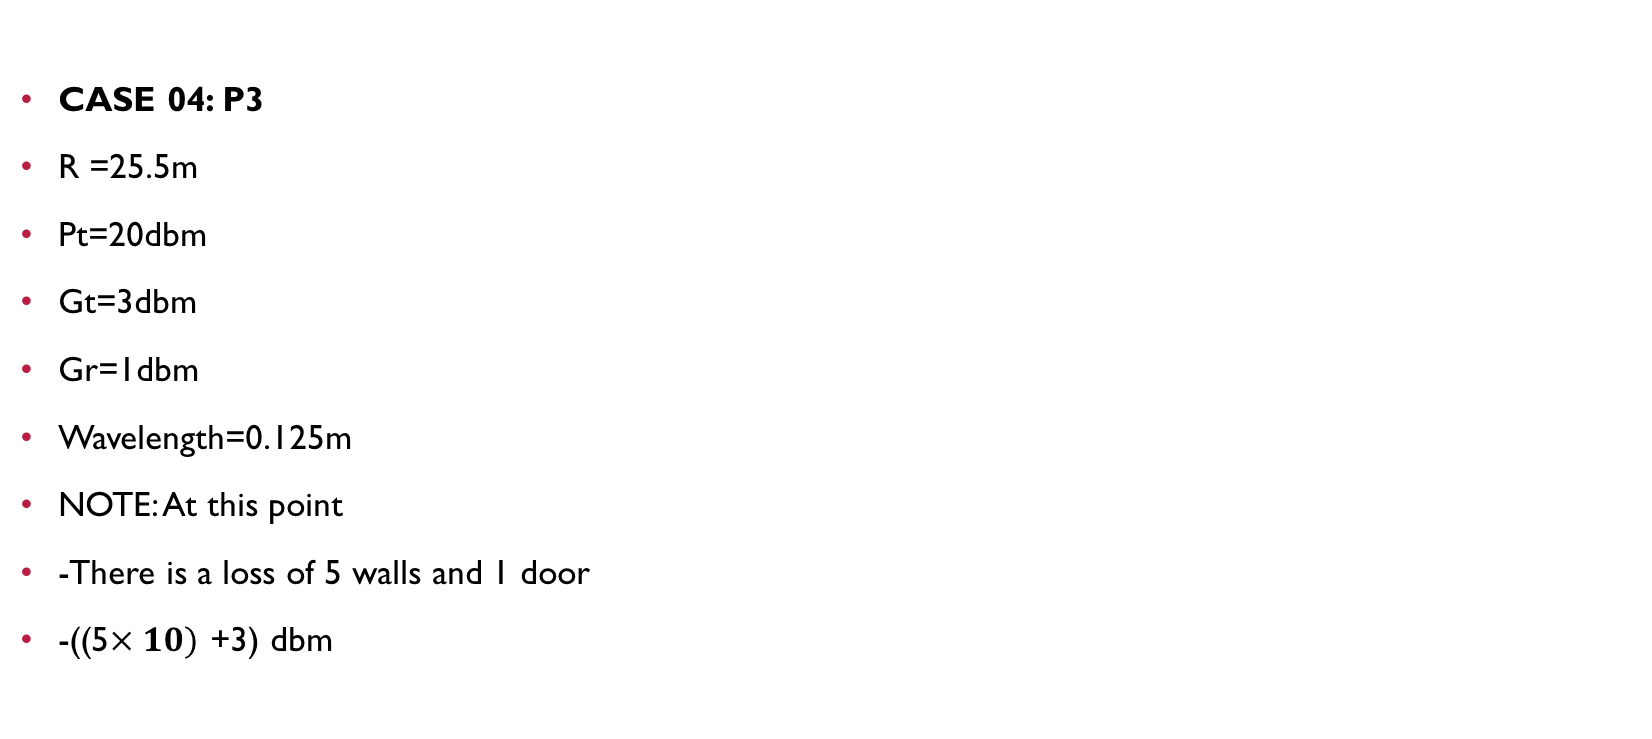 • CASE 04: P3
• R =25.5m
• Pt=20dbm
• Gt=3dbm
• Gr=1dbm
• Wavelength=0.125m
• NOTE: At this point
• -There is a loss of 5 walls and 1 door
• -((5× 10) +3) dbm